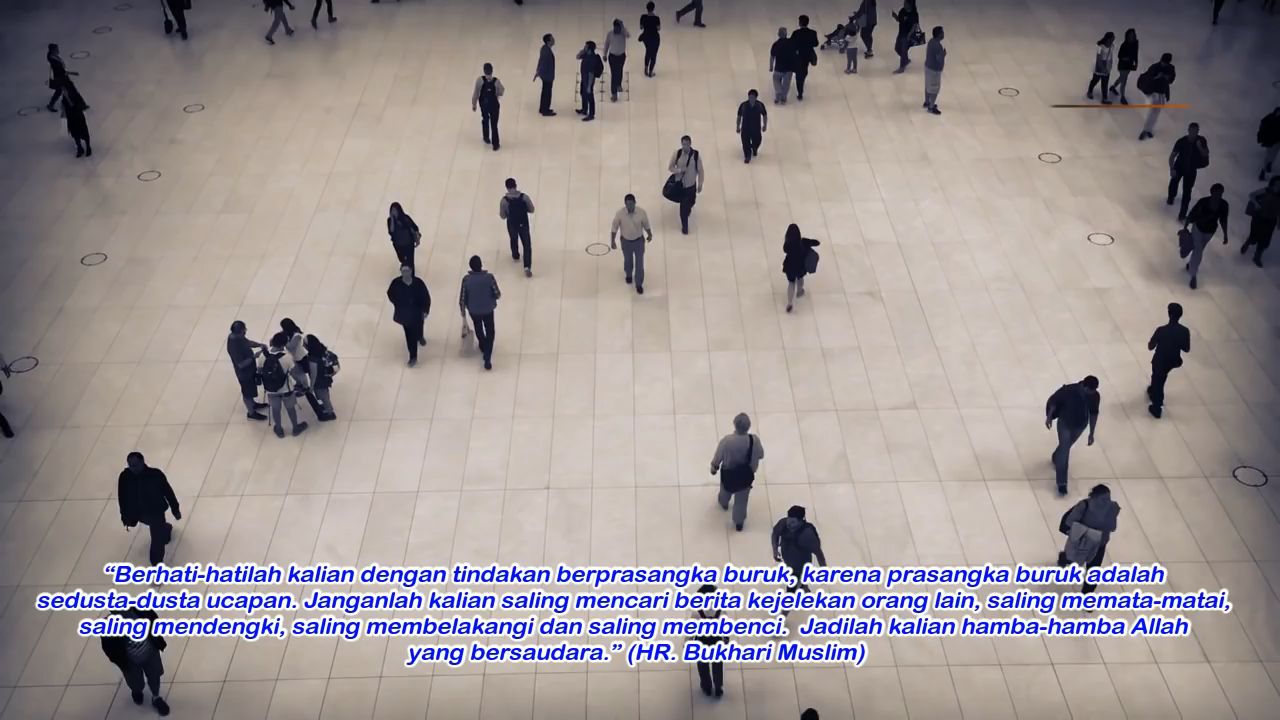 “Berhati-hatilah kalian dengan tindakan berprasangka buruk, karena prasangka buruk adalah
sedusta-dusta ucapan. Janganlah kalian saling mencari berita kejelekan orang lain, saling memata-matai,
saling mendengki, saling membelakangi dan saling membenci.  Jadilah kalian hamba-hamba Allah
yang bersaudara.” (HR. Bukhari Muslim)